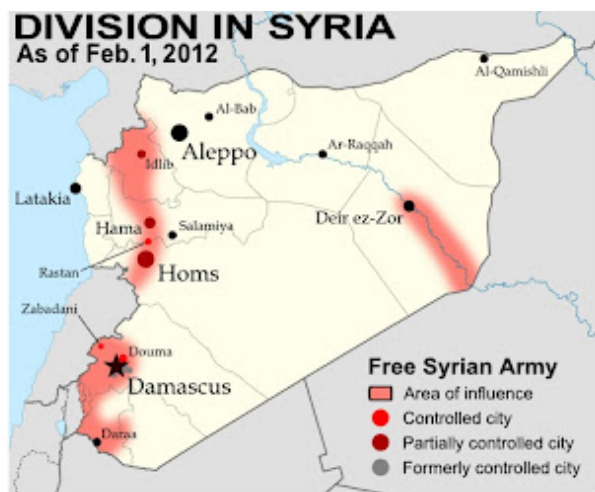 DIVISION IN SYRIA
As of Feb. 1, 2012
Al-Qamishli
Al-Bab
Aleppo
Ar-Raqqah
Idlib
Latakia
Deir ez-Zor
Hama
Salamiya
Rastan
Homs
Zabadani
Douma
Damascus
Daraa
Free Syrian Army
Area of influence
Controlled city
Partially controlled city
Formerly controlled city